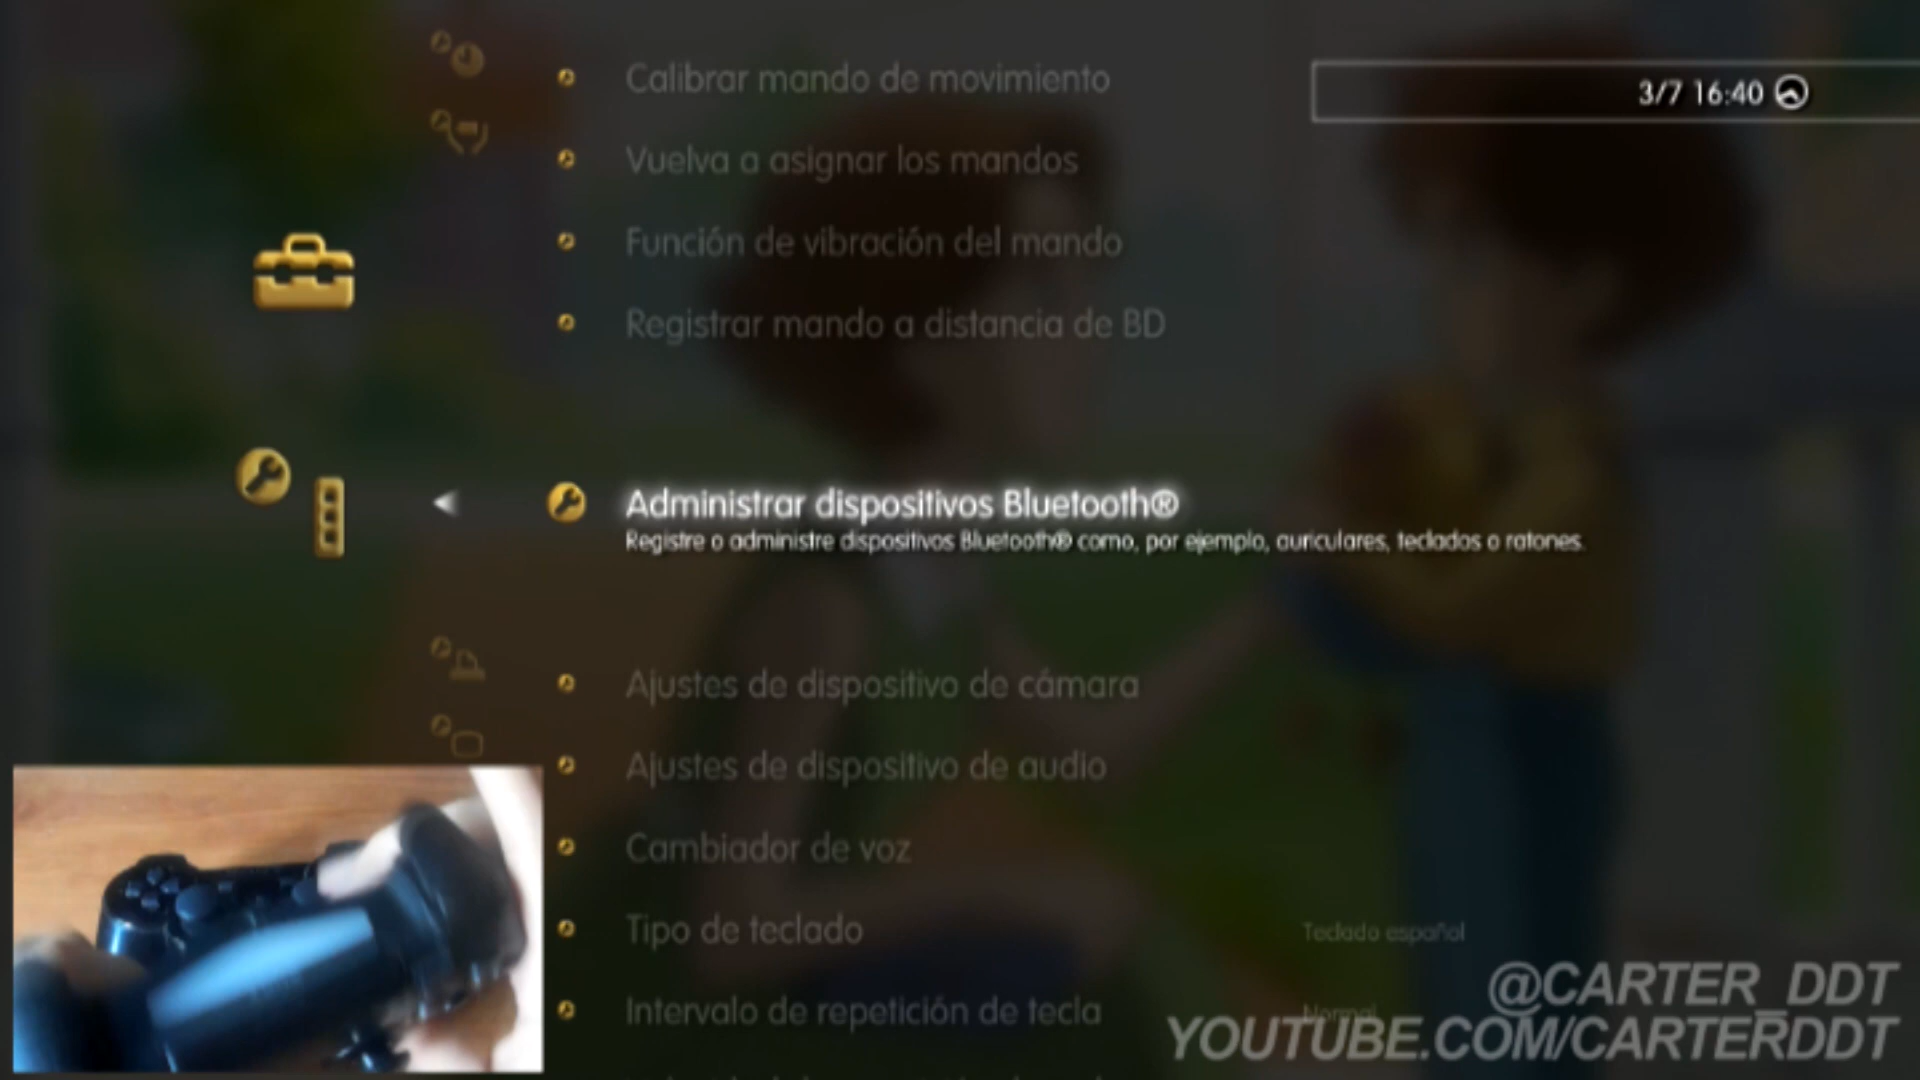 Calibrar mando de movimiento
3/7 16:40
Vuelva a asignar los mandos
Función de vibración del mando
Registrar mando a distancia de BD
Administrar dispositivos Bluetooth®
Registre o administre dispositivos Bluetooth® como, por ejemplo, auriculares, teclados o ratones.
Ajustes de dispositivo de cámara
Ajustes de dispositivo de audio
Cambiador de voz
Tipo de teclado
Teclado español
Intervalo de repetición de tecla
Normal
@CARTER_DDT
YOUTUBE.COM/CARTERDDT